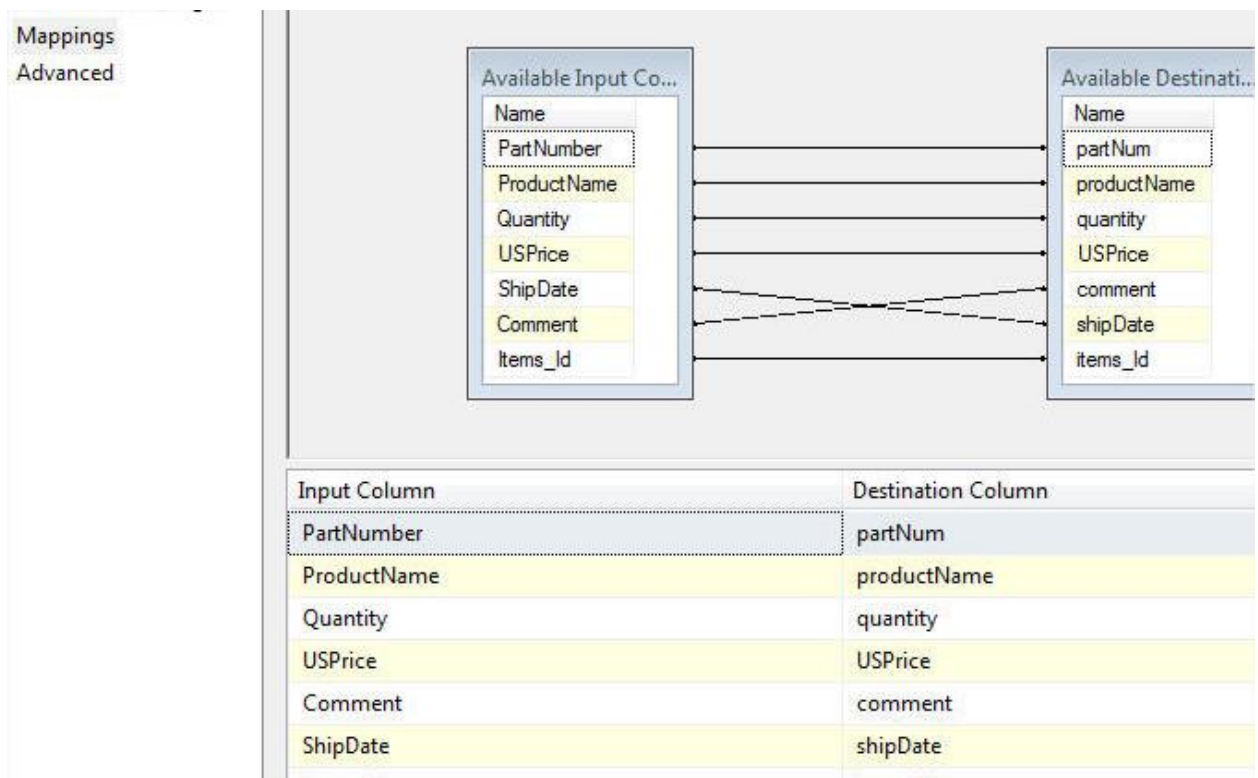 Mappings
Advanced
Available Input Co...
Name
PartNumber
ProductName
Quantity
USPrice
ShipDate
Comment
Items_Id
Available Destinati...
Name
partNum
productName
quantity
USPrice
comment
shipDate
items_Id
Input Column Destination Column
PartNumber partNum
ProductName productName
Quantity quantity
USPrice USPrice
Comment comment
ShipDate shipDate